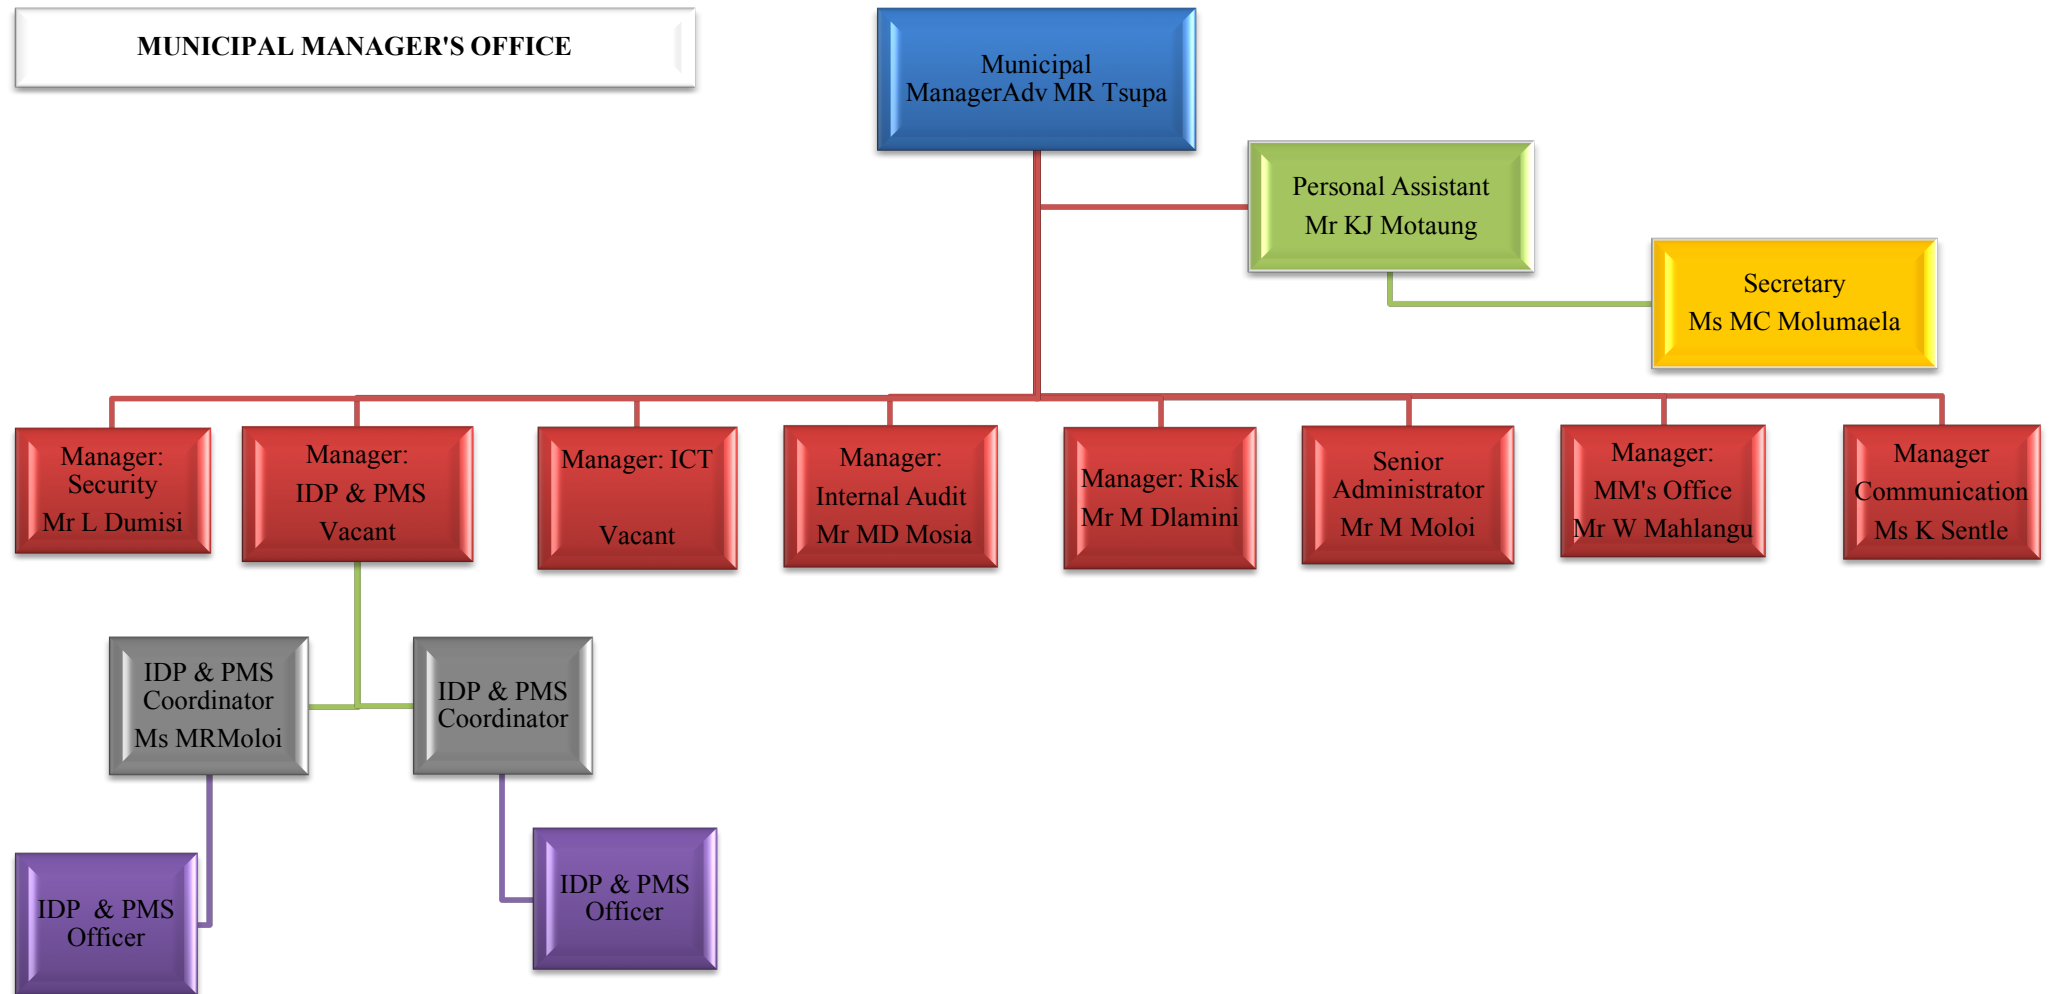 MUNICIPAL MANAGER'S OFFICE
Municipal
ManagerAdv MR Tsupa
Personal Assistant
Mr KJ Motaung
Secretary
Ms MC Molumaela
Manager:
Security
Mr L Dumisi
Manager:
IDP & PMS
Vacant
Manager: ICT
Vacant
Manager:
Internal Audit
Mr MD Mosia
Manager: Risk
Mr M Dlamini
Senior
Administrator
Mr M Moloi
Manager:
MM's Office
Mr W Mahlangu
Manager
Communication
Ms K Sentle
IDP & PMS
Coordinator
Ms MRMoloi
IDP & PMS
Coordinator
IDP & PMS
Officer
IDP & PMS
Officer